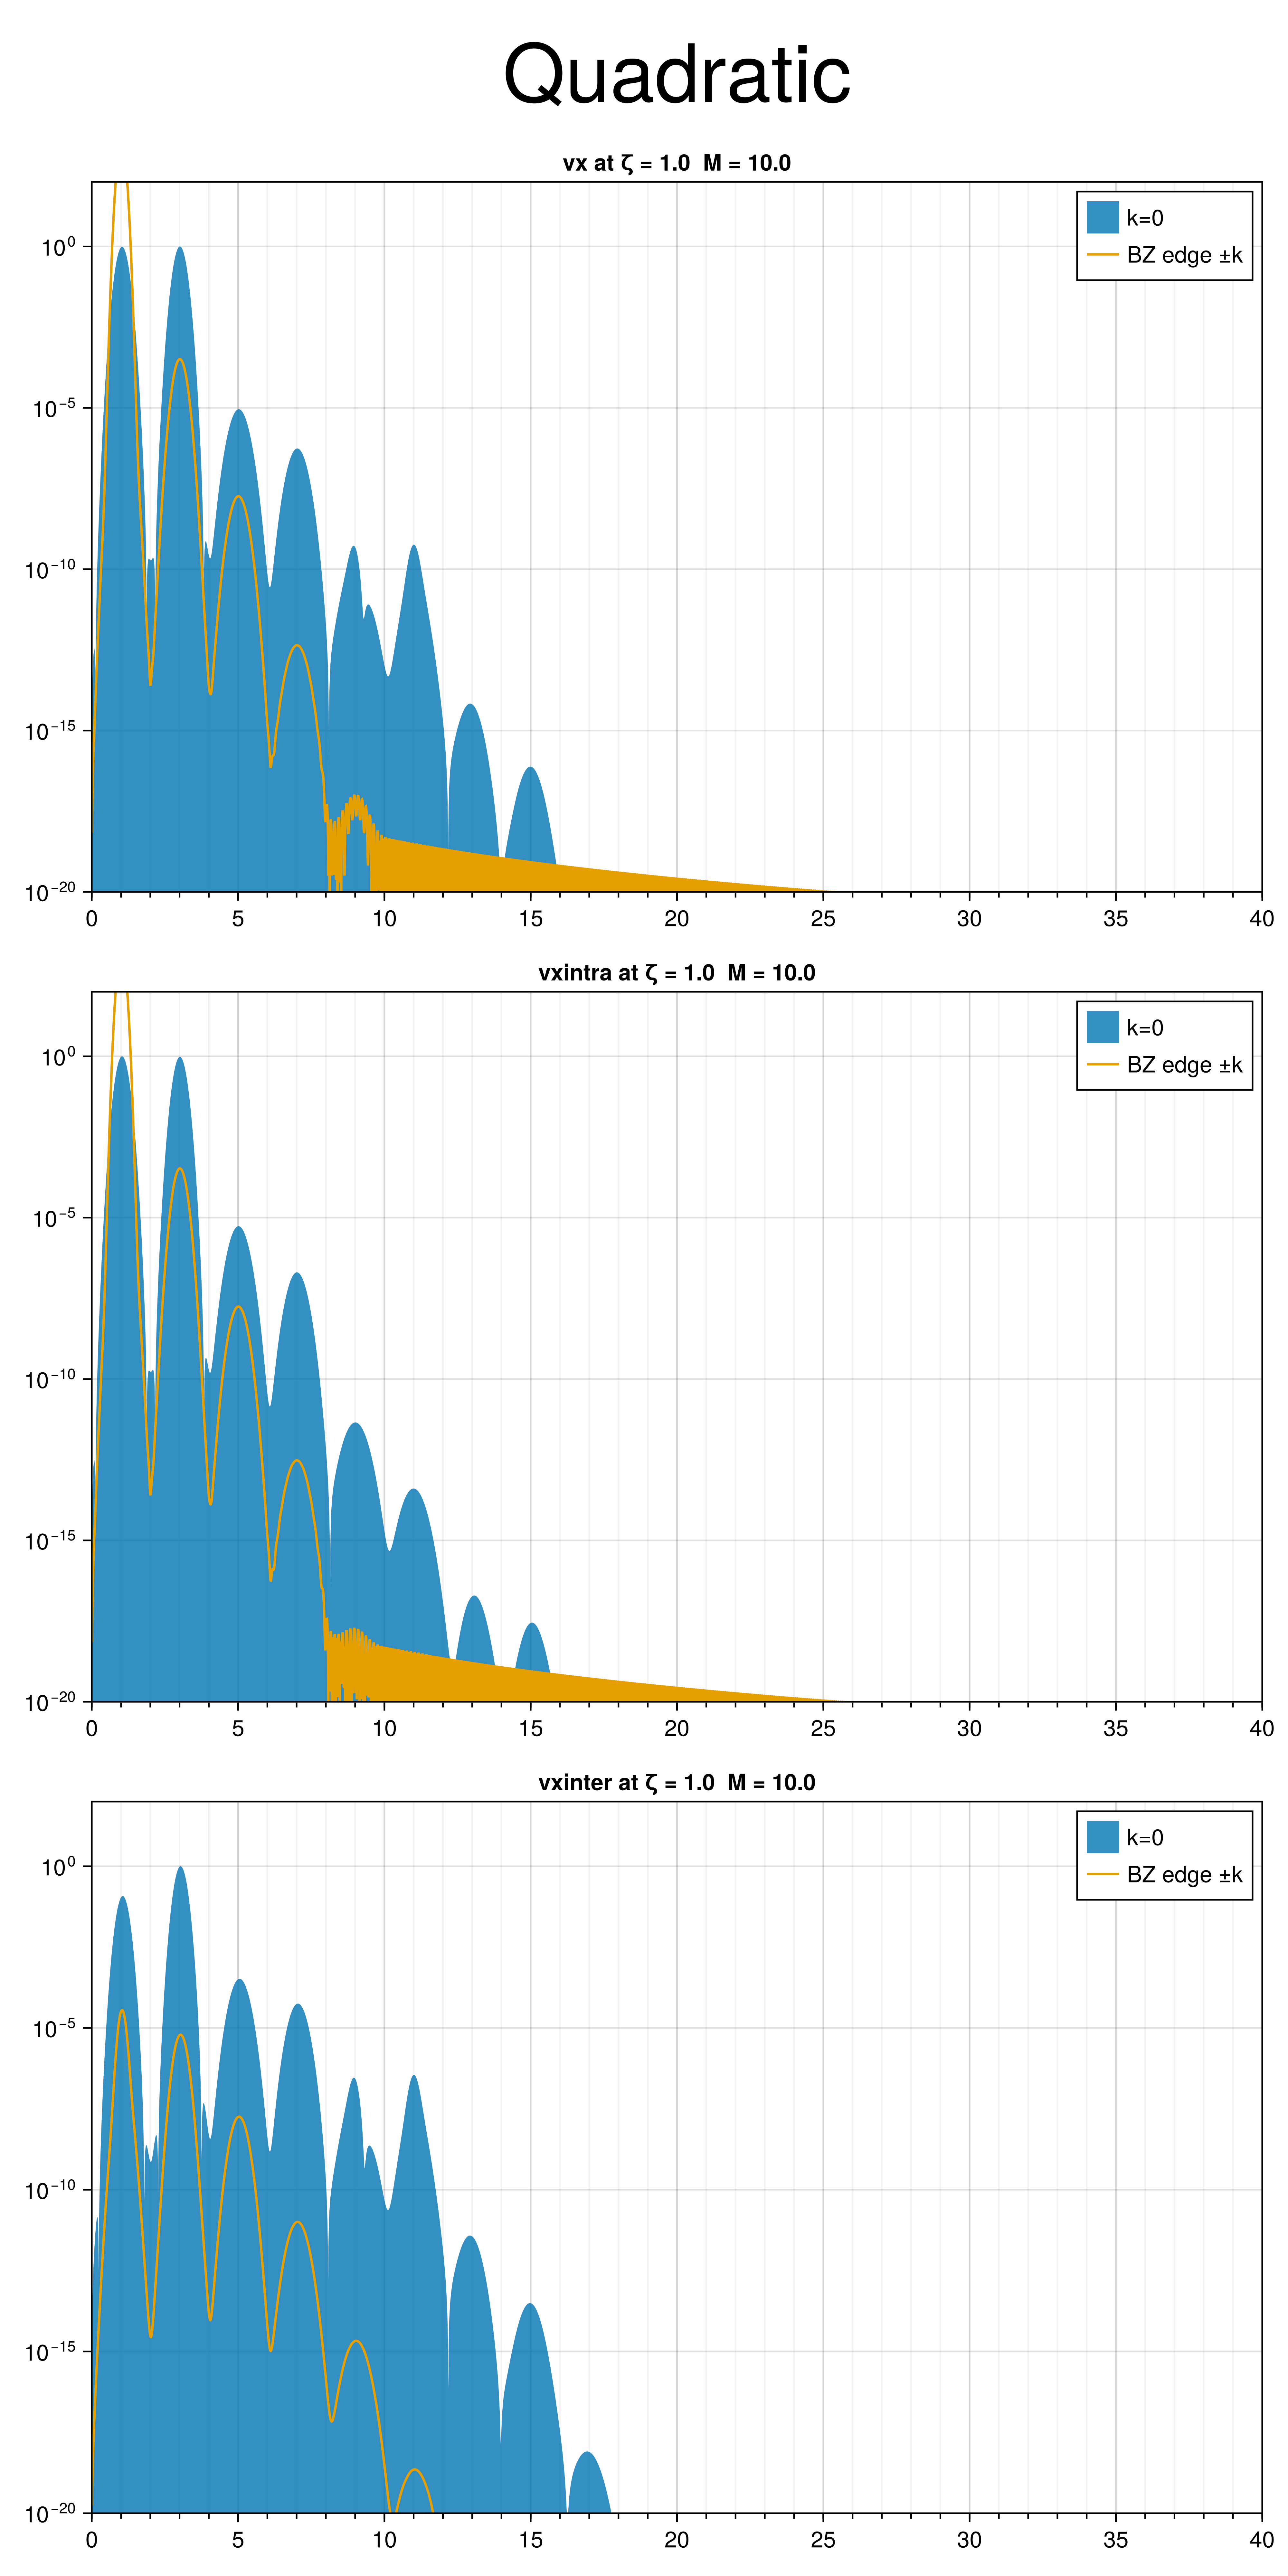 Quadratic
vx at ζ = 1.0 M = 10.0
k=0
BZ edge ±k
10⁰
10⁻⁵
10⁻¹⁰
10⁻¹⁵
10⁻²⁰
0 5 10 15 20 25 30 35 40
vxintra at ζ = 1.0 M = 10.0
k=0
BZ edge ±k
10⁰
10⁻⁵
10⁻¹⁰
10⁻¹⁵
10⁻²⁰
0 5 10 15 20 25 30 35 40
vxinter at ζ = 1.0 M = 10.0
k=0
BZ edge ±k
10⁰
10⁻⁵
10⁻¹⁰
10⁻¹⁵
10⁻²⁰
0 5 10 15 20 25 30 35 40